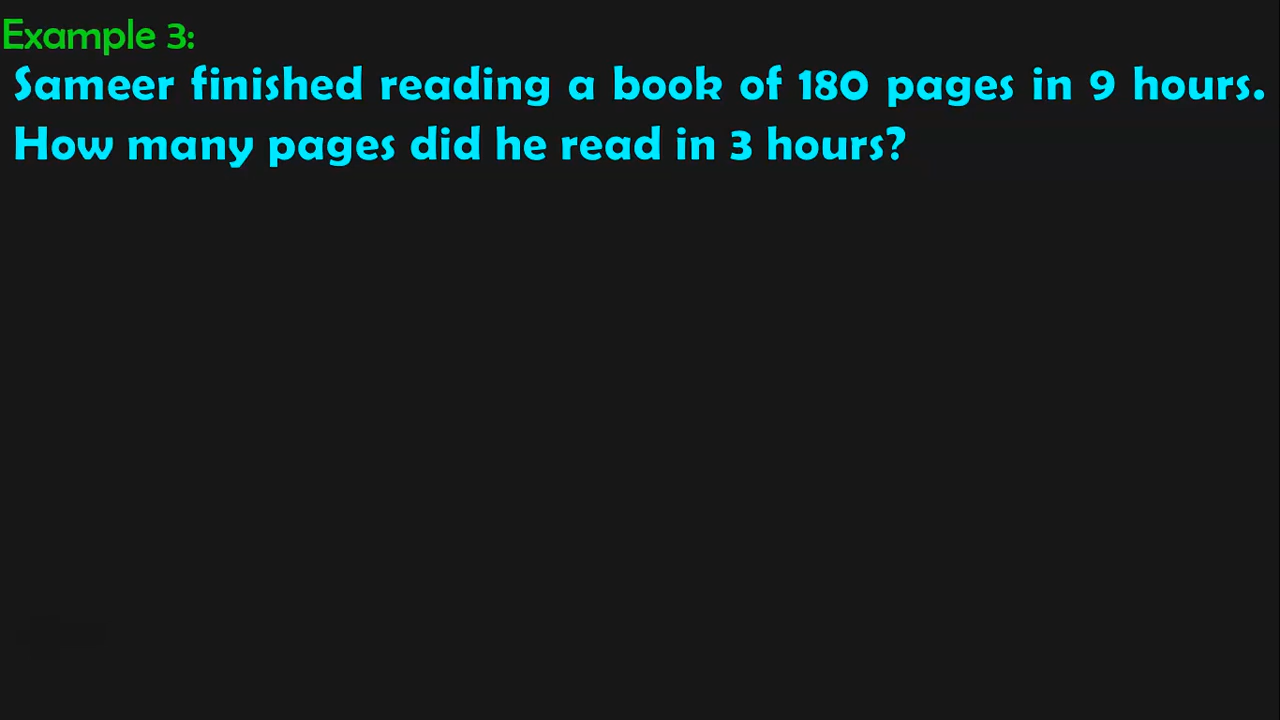 Example 3:
Sameer finished reading a book of 180 pages in 9 hours.
How many pages did he read in 3 hours?